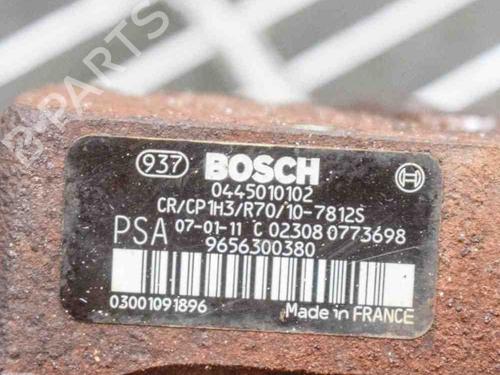 B PARTS
937 BOSCH
0445010102
CR/CP1H3/R70/10-7812S
PSA 07-01-11 C 02308 0773698
9656300380
03001091896 Made in FRANCE